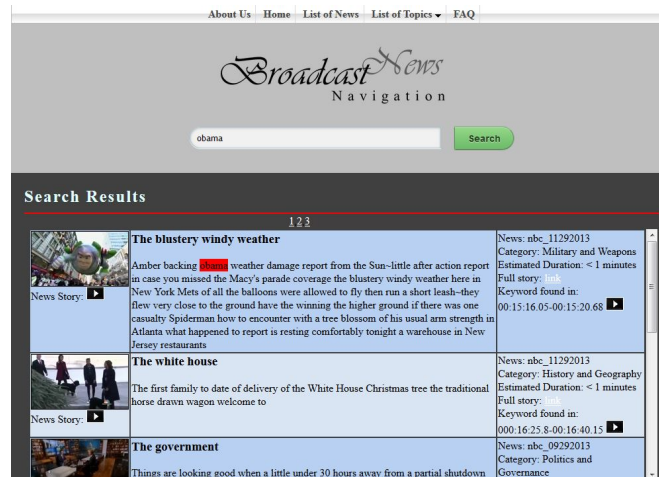 About Us Home List of News List of Topics FAQ
Broadcast News
Navigation
obama
Search
Search Results
1 2 3
The blustery windy weather
Amber backing obama weather damage report from the Sun~little after action report
in case you missed the Macy's parade coverage the blustery windy weather here in
New York Mets of all the balloons were allowed to fly then run a short leash~they
flew very close to the ground have the winning the higher ground if there was one
casualty Spiderman how to encounter with a tree blossom of his usual arm strength in
Atlanta what happened to report is resting comfortably tonight a warehouse in New
Jersey restaurants
News Story:
News: nbc_11292013
Category: Military and Weapons
Estimated Duration: < 1 minutes
Full story: link
Keyword found in:
00:15:16.05-00:15:20.68
The white house
The first family to date of delivery of the White House Christmas tree the traditional
horse drawn wagon welcome to
News Story:
News: nbc_11292013
Category: History and Geography
Estimated Duration: < 1 minutes
Full story: link
Keyword found in:
000:16:25.8-00:16:40.15
The government
Things are looking good when a little under 30 hours away from a partial shutdown
News: nbc_09292013
Category: Politics and
Governance